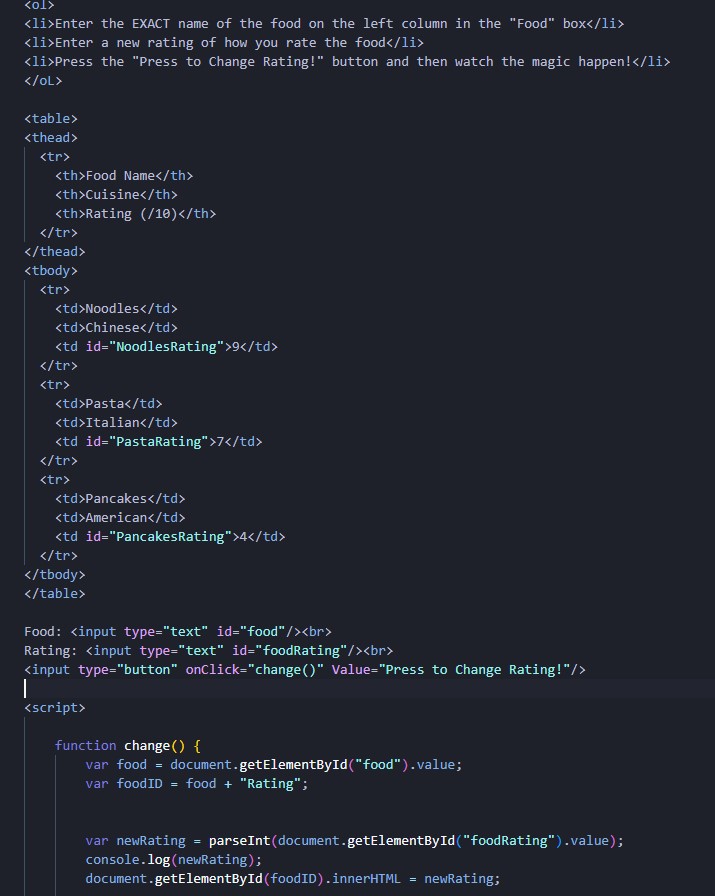 <ol>
<li>Enter the EXACT name of the food on the left column in the "Food" box</li>
<li>Enter a new rating of how you rate the food</li>
<li>Press the "Press to Change Rating!" button and then watch the magic happen!</li>
</oL>
<table>
<thead>
<tr>
<th>Food Name</th>
<th>Cuisine</th>
<th>Rating (/10)</th>
</tr>
</thead>
<tbody>
<tr>
<td>Noodles</td>
<td>Chinese</td>
<td id="NoodlesRating">9</td>
</tr>
<tr>
<td>Pasta</td>
<td>Italian</td>
<td id="PastaRating">7</td>
</tr>
<tr>
<td>Pancakes</td>
<td>American</td>
<td id="PancakesRating">4</td>
</tr>
</tbody>
</table>
Food: <input type="text" id="food"/><br>
Rating: <input type="text" id="foodRating"/><br>
<input type="button" onClick="change()" Value="Press to Change Rating!"/>
<script>
function change() {
var food = document.getElementById("food").value;
var foodID = food + "Rating";
var newRating = parseInt(document.getElementById("foodRating").value);
console.log(newRating);
document.getElementById(foodID).innerHTML = newRating;